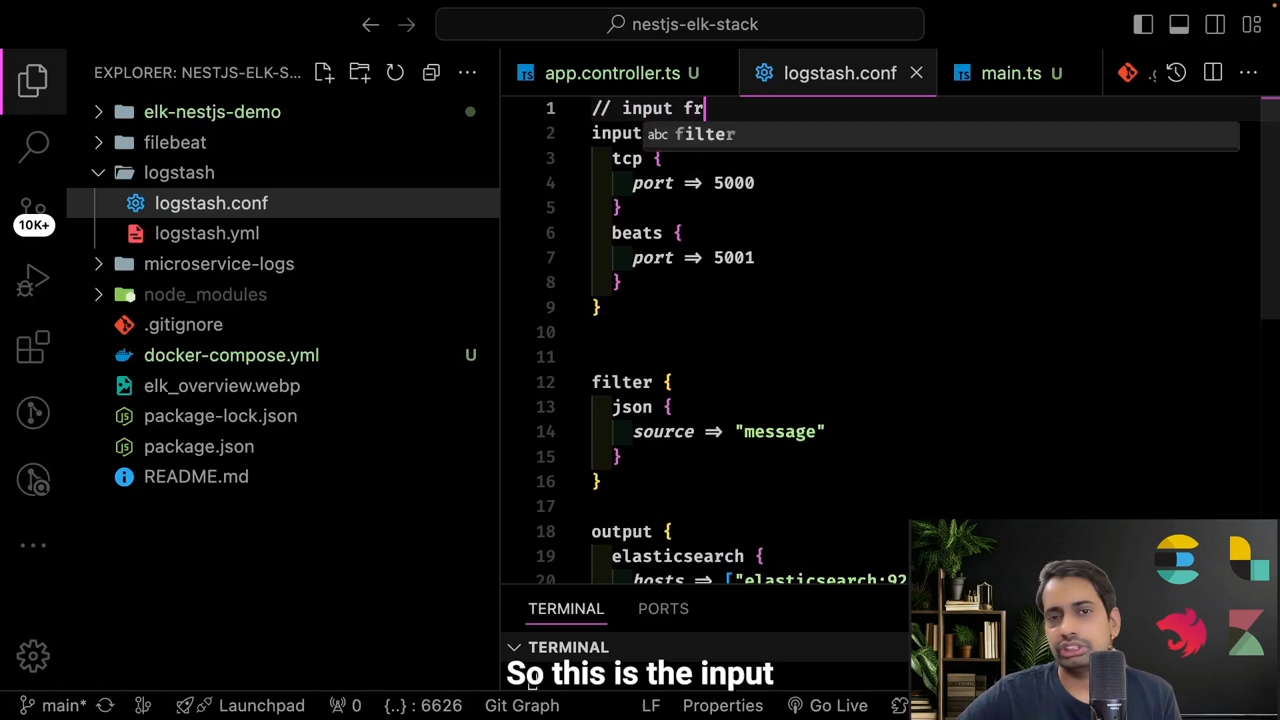 nestjs-elk-stack
EXPLORER: NESTJS-ELK-S...
app.controller.ts U
logstash.conf
main.ts U
elk-nestjs-demo
filebeat
logstash
logstash.conf
10K+
logstash.yml
microservice-logs
node_modules
.gitignore
docker-compose.yml U
elk_overview.webp
package-lock.json
package.json
README.md
1 // input fr
abc filter
2 input
3 tcp {
4 port => 5000
5 }
6 beats {
7 port => 5001
8 }
9 }
10
11
12 filter {
13 json {
14 source => "message"
15 }
16 }
17
18 output {
19 elasticsearch {
20 hosts => ["elasticsearch:92
TERMINAL PORTS
TERMINAL
So this is the input
main* Launchpad 0 {..} : 6626 Git Graph LF Properties Go Live